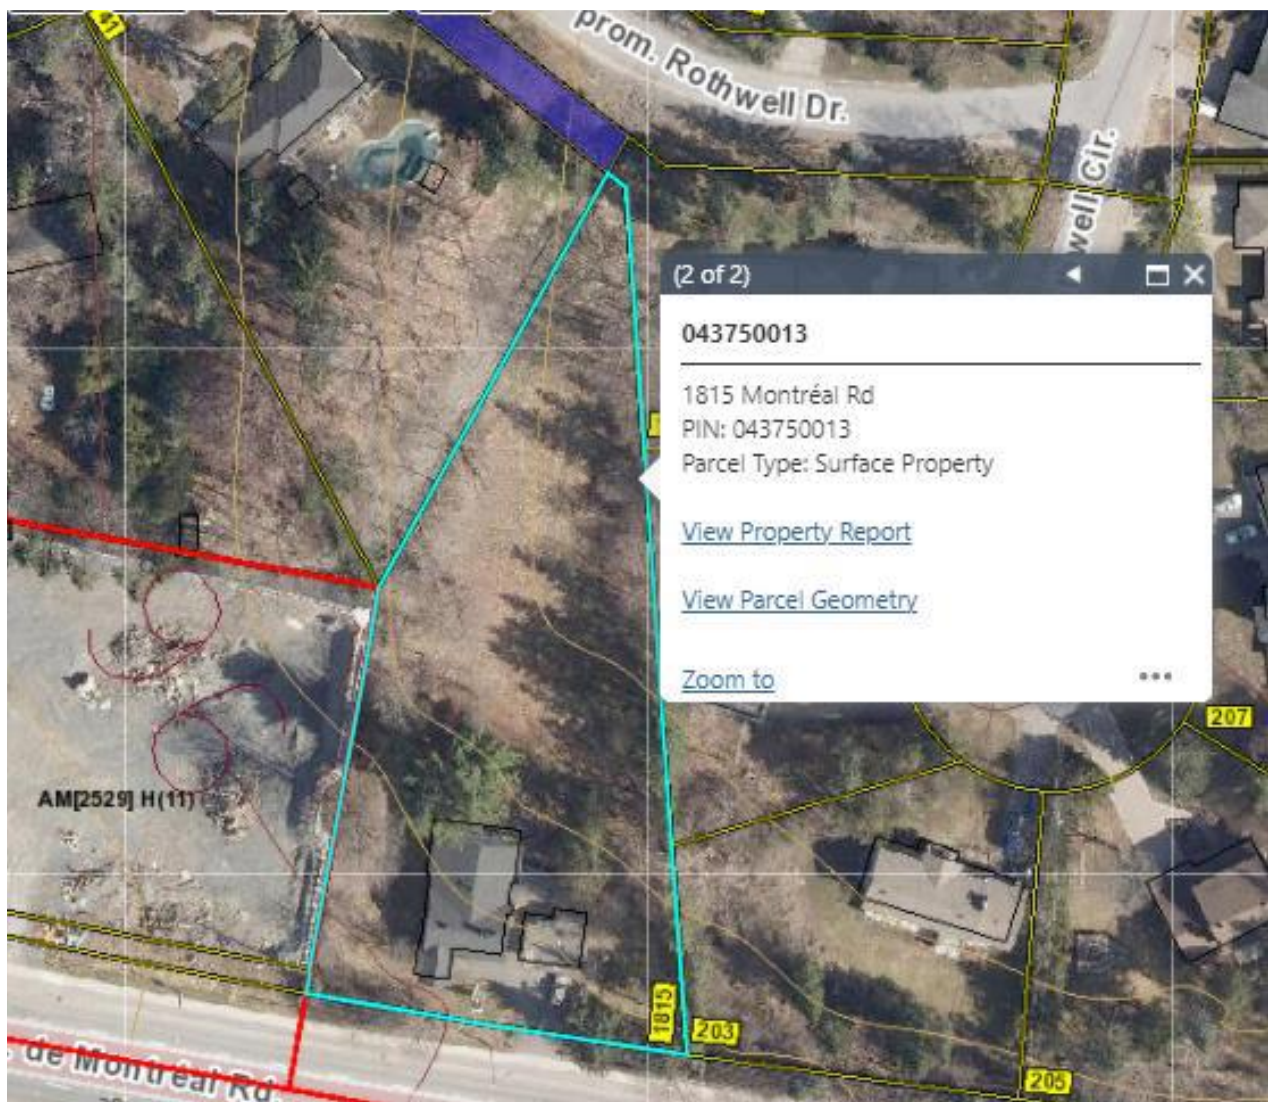 41
prom. Rothwell Dr.
well Cir.
(2 of 2)
043750013
1815 Montréal Rd
PIN: 043750013
Parcel Type: Surface Property
View Property Report
View Parcel Geometry
Zoom to
207
AM[2529] H(11)
1815
203
de Montréal Rd.
205